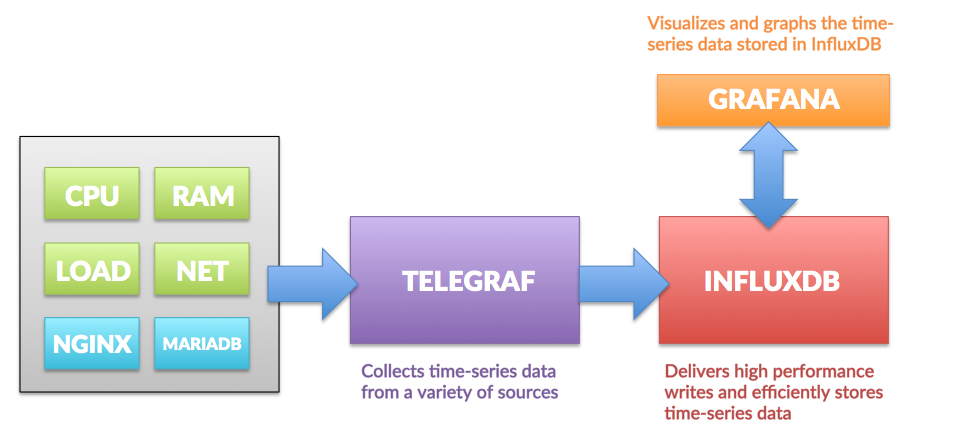 Visualizes and graphs the time-
series data stored in InfluxDB
GRAFANA
CPU
RAM
LOAD
NET
NGINX
MARIADB
TELEGRAF
INFLUXDB
Collects time-series data
from a variety of sources
Delivers high performance
writes and efficiently stores
time-series data